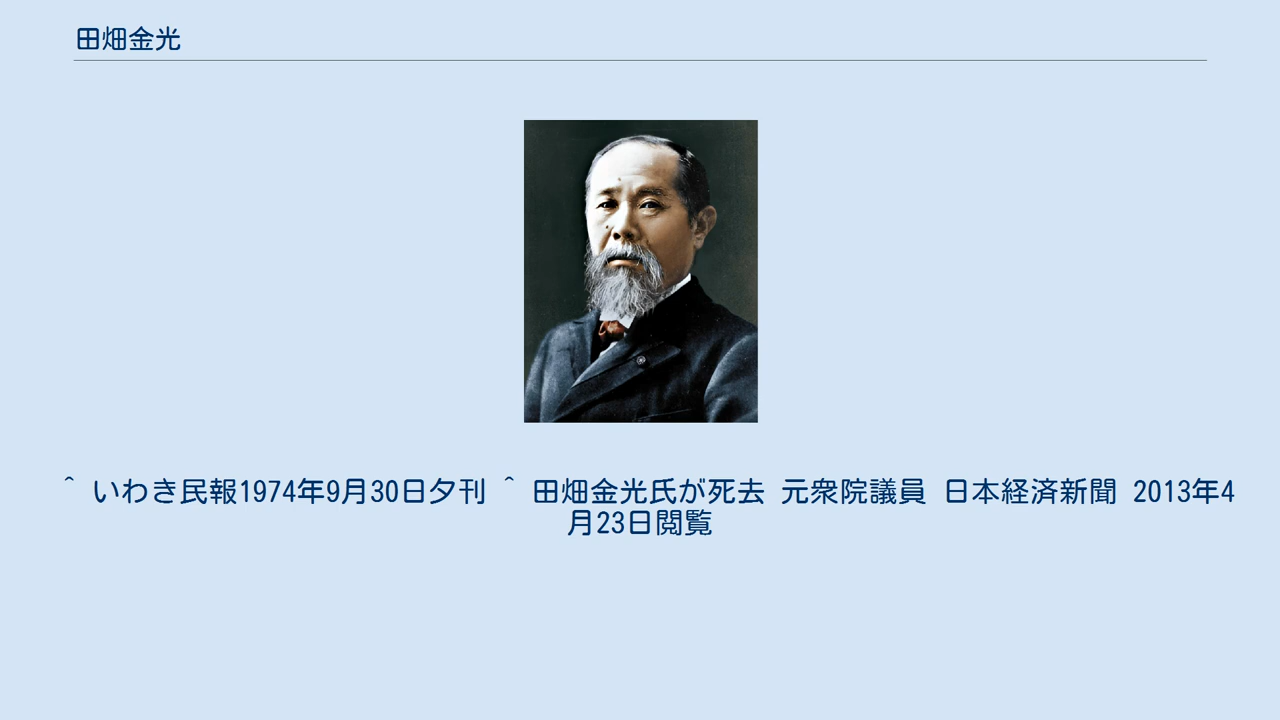 田畑金光
^ いわき民報1974年9月30日夕刊 ^ 田畑金光氏が死去 元衆院議員 日本経済新聞 2013年4
月23日閲覧